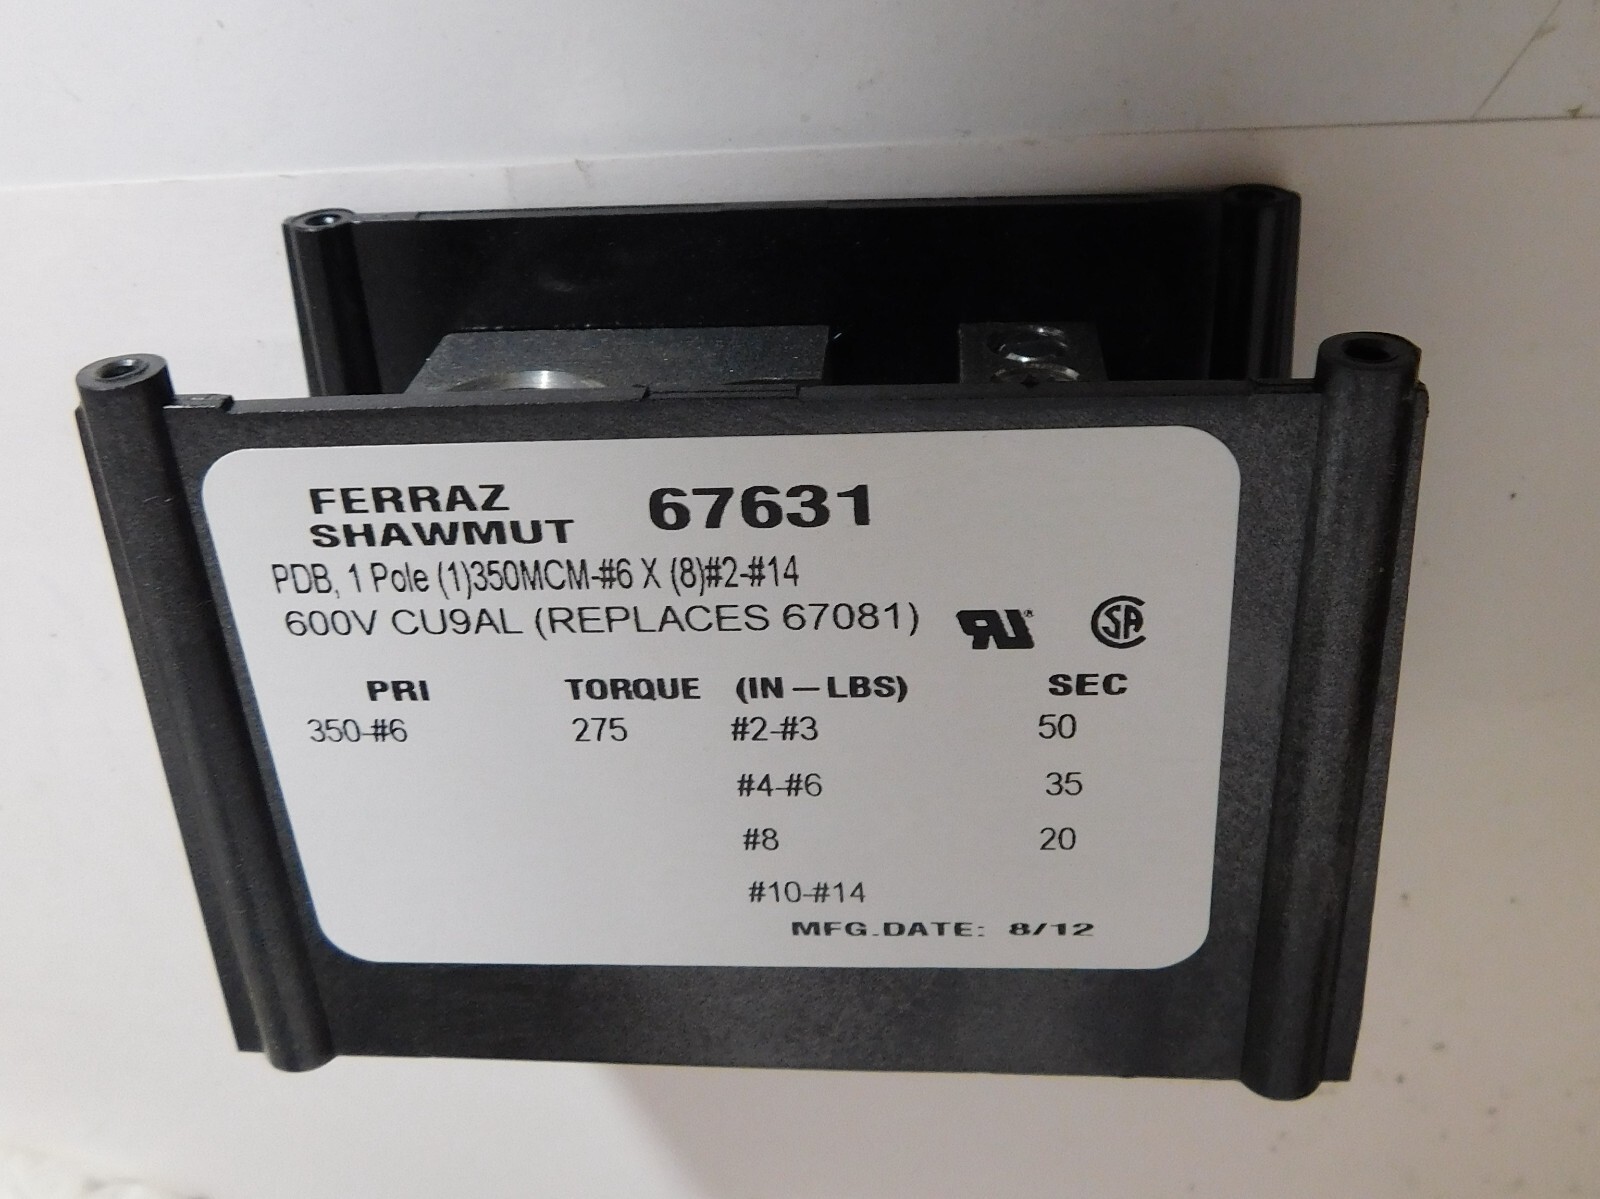 FERRAZ
SHAWMUT 67631
PDB, 1 Pole (1)350MCM-#6 X (8)#2-#14
600V CU9AL (REPLACES 67081) RU® SA
PRI TORQUE (IN-LBS) SEC
350-#6 275 #2-#3 50
#4-#6 35
#8 20
#10-#14
MFG.DATE: 8/12